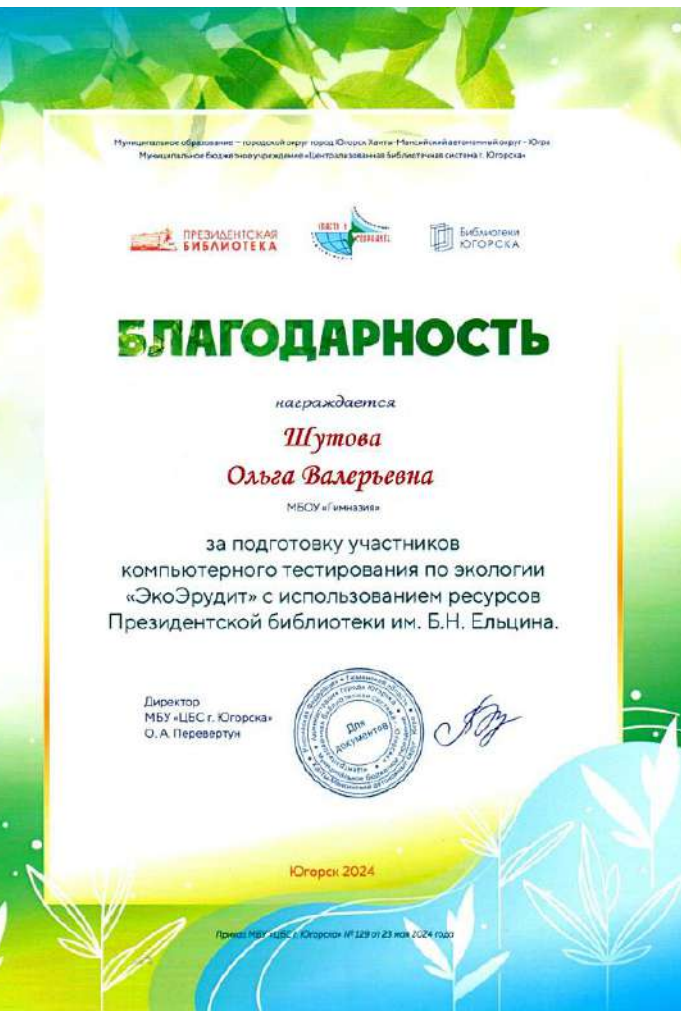 Муниципальное образование – городской округ город Югорск Ханты-Мансийский автономный округ - Югра
Муниципальное бюджетное учреждение «Централизованная библиотечная система г. Югорска»
ПРЕЗИДЕНТСКАЯ
БИБЛИОТЕКА
СПАСТИ И
СОХРАНИТЬ
Библиотеки
ЮГОРСКА
БЛАГОДАРНОСТЬ
награждается
Шутова
Ольга Валерьевна
МБОУ «Гимназия»
за подготовку участников
компьютерного тестирования по экологии
«ЭкоЭрудит» с использованием ресурсов
Президентской библиотеки им. Б.Н. Ельцина.
Директор
МБУ «ЦБС г. Югорска»
О. А. Перевертун
Для
документов
Югорск 2024
Приказ МБУ «ЦБС г. Югорска» № 129 от 23 мая 2024 года